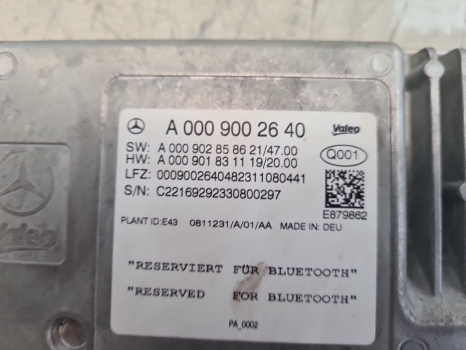 A 000 900 26 40 Valeo
SW: A 000 902 85 86 21/47.00
HW: A 000 901 83 11 19/20.00
Q001
LFZ: 0009002640482311080441
S/N: C22169292330800297
E879862
PLANT ID:E43 0811231/A/01/AA MADE IN: DEU
"RESERVIERT FÜR BLUETOOTH"
"RESERVED FOR BLUETOOTH"
PA_0002
Valeo